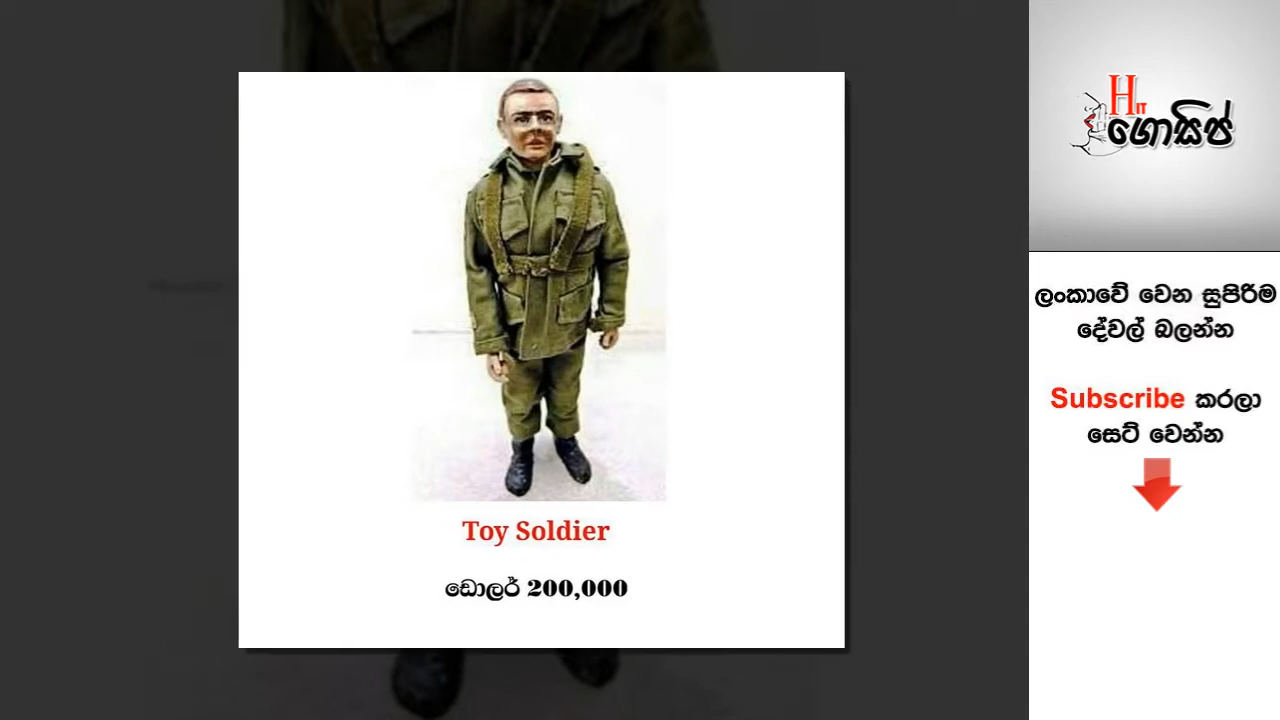 Toy Soldier
ඩොලර් 200,000
HIT
ගොසිප්
ලංකාවේ වෙන සුපිරිම
දේවල් බලන්න
Subscribe කරලා
සෙට් වෙන්න